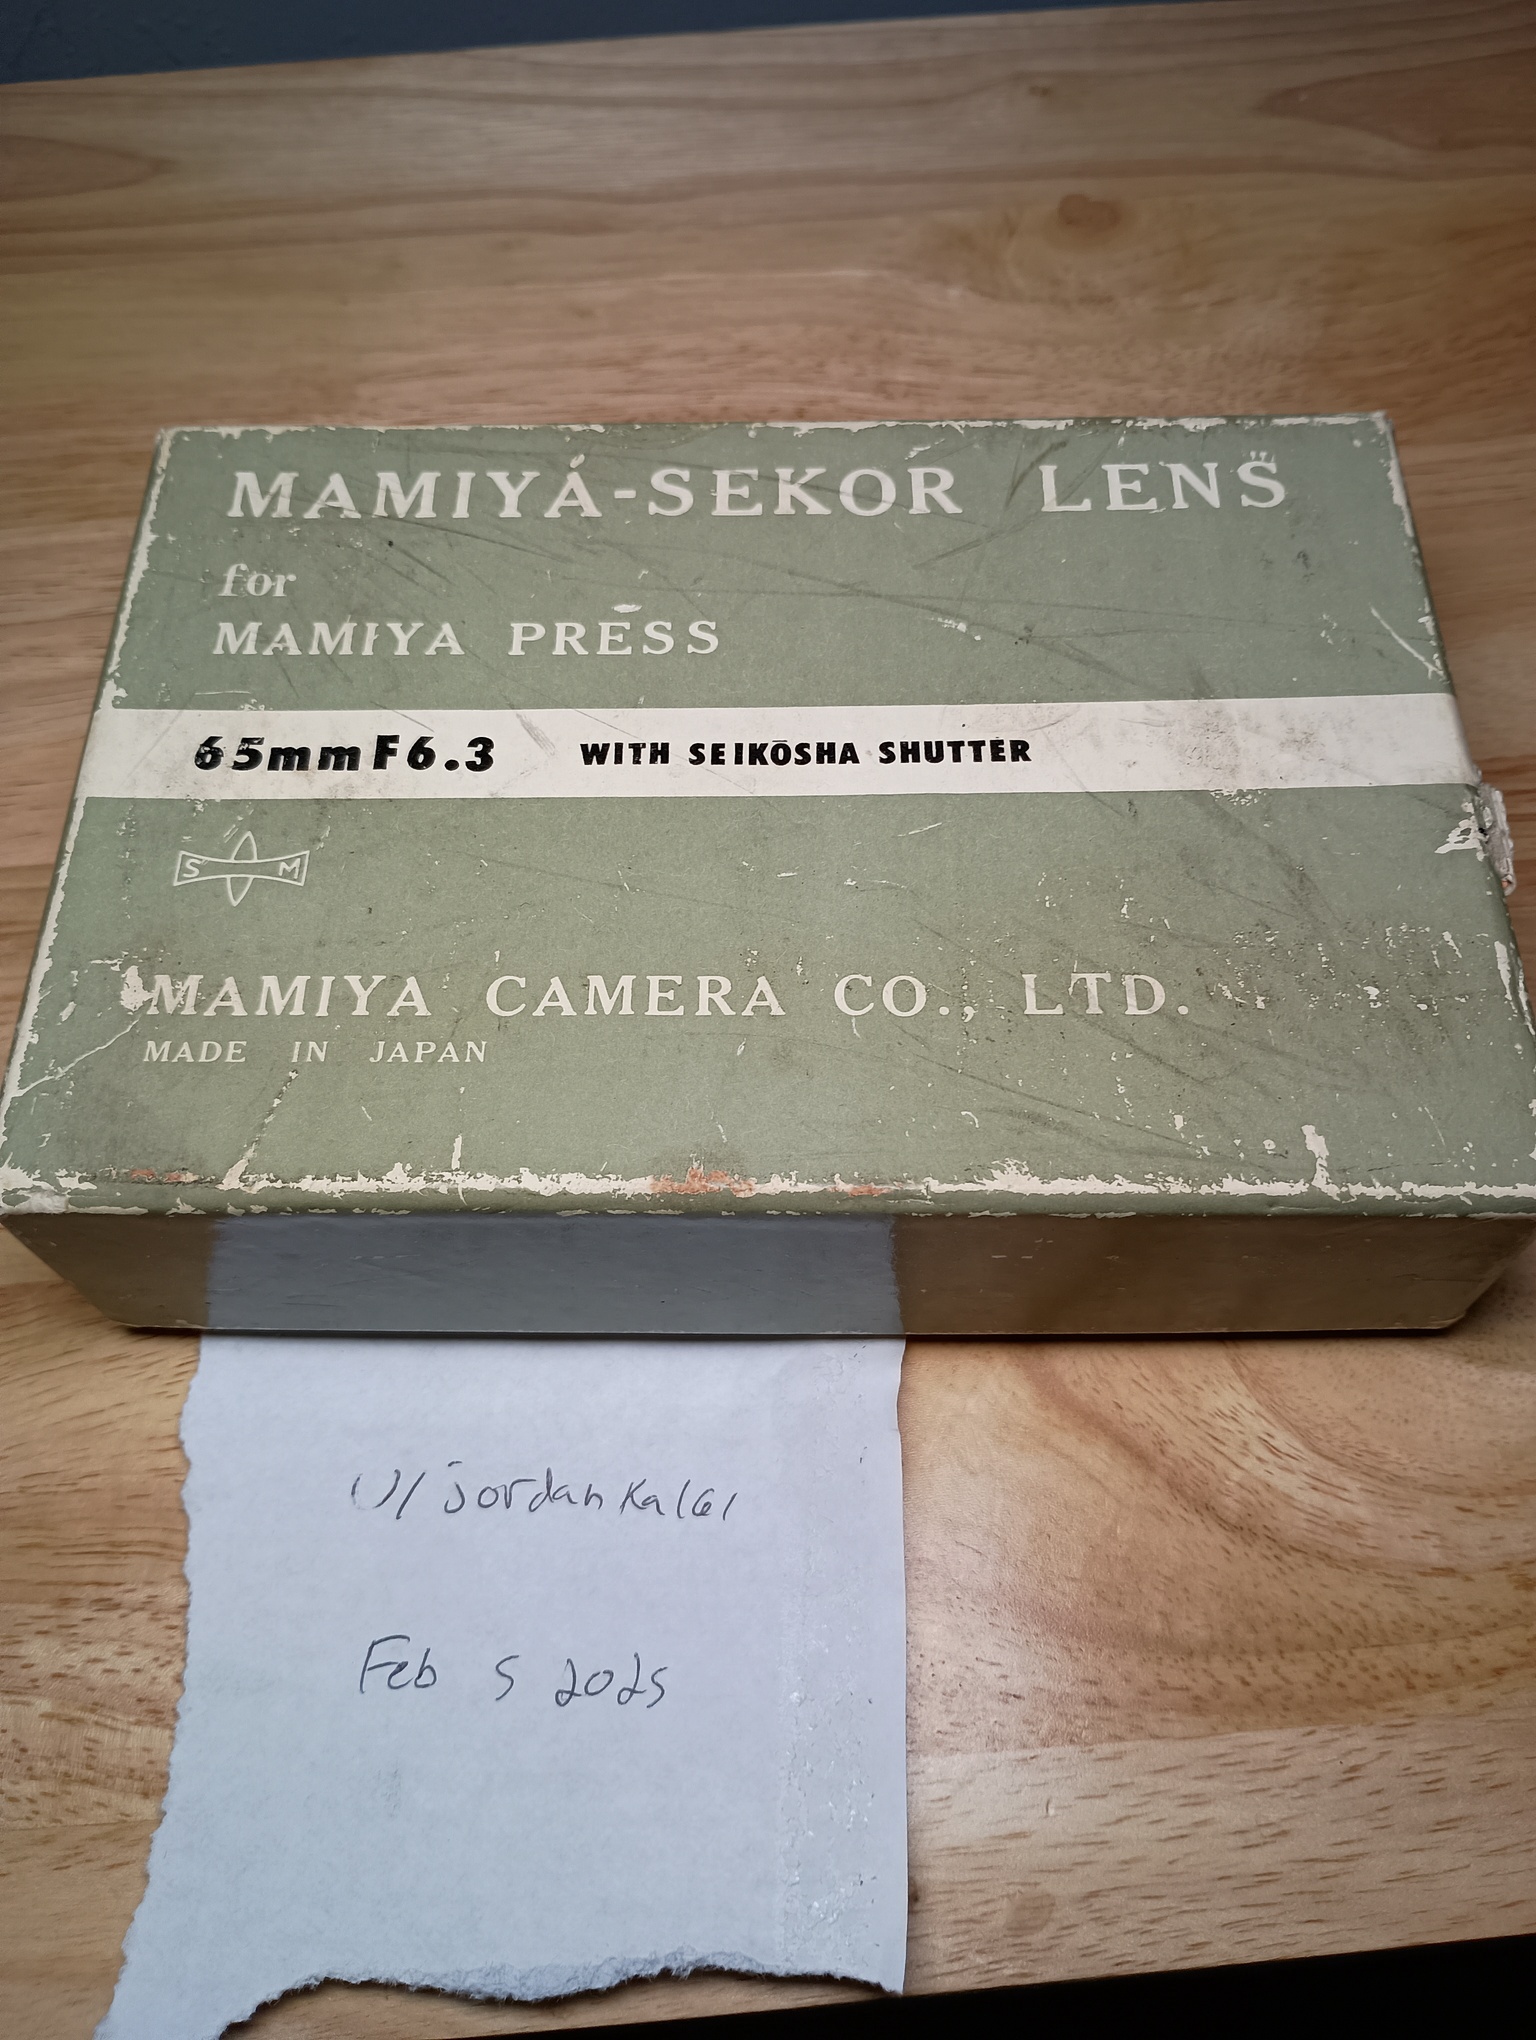 MAMIYA-SEKOR LENS
for
MAMIYA PRESS
65mm F6.3 WITH SEIKOSHA SHUTTER
S M
MAMIYA CAMERA CO., LTD.
MADE IN JAPAN
U/jordanka161
Feb 5 2025